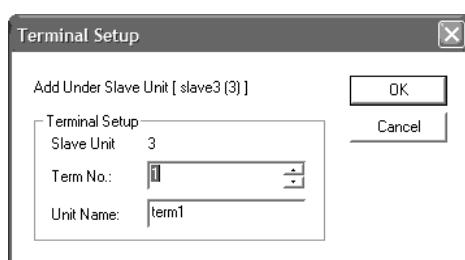 Terminal Setup
Add Under Slave Unit [ slave3 (3) ]
OK
Cancel
Terminal Setup
Slave Unit 3
Term No.: 1
Unit Name: term1